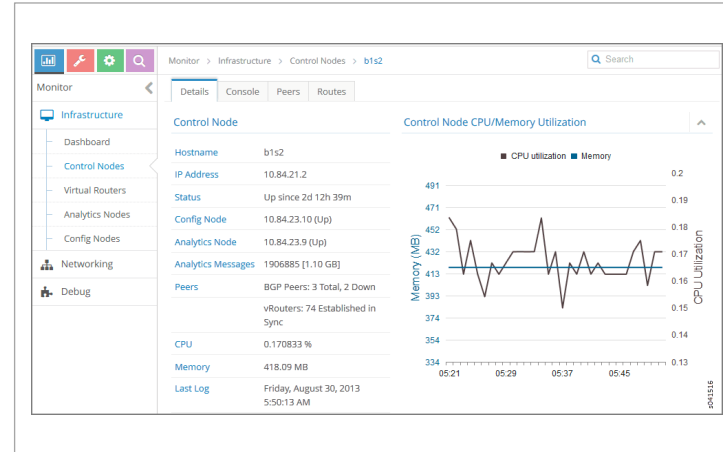 Monitor > Infrastructure > Control Nodes > b1s2
Search
Monitor
Infrastructure
Dashboard
Control Nodes
Virtual Routers
Analytics Nodes
Config Nodes
Networking
Debug
Details Console Peers Routes
Control Node
Hostname b1s2
IP Address 10.84.21.2
Status Up since 2d 12h 39m
Config Node 10.84.23.10 (Up)
Analytics Node 10.84.23.9 (Up)
Analytics Messages 1906885 [1.10 GB]
Peers BGP Peers: 3 Total, 2 Down
vRouters: 74 Established in
Sync
CPU 0.170833 %
Memory 418.09 MB
Last Log Friday, August 30, 2013
5:50:13 AM
Control Node CPU/Memory Utilization
CPU utilization Memory
Memory (MB)
491
471
452
432
413
393
374
354
334
05:21 05:29 05:37 05:45
0.2
0.19
0.18
0.17
0.16
0.15
0.14
0.13
CPU Utilization
s041516